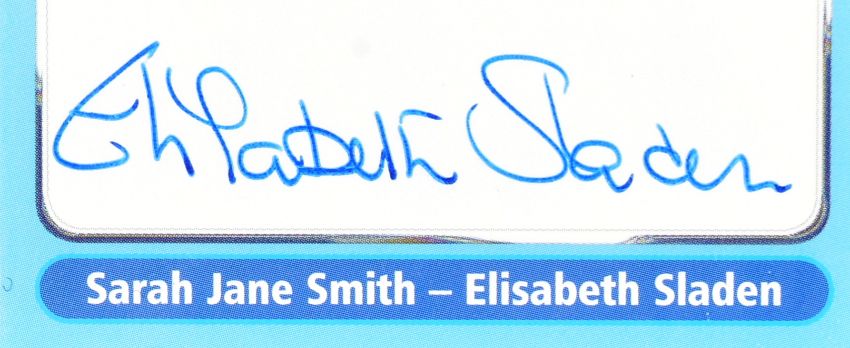 Elisabeth Sladen
Sarah Jane Smith – Elisabeth Sladen